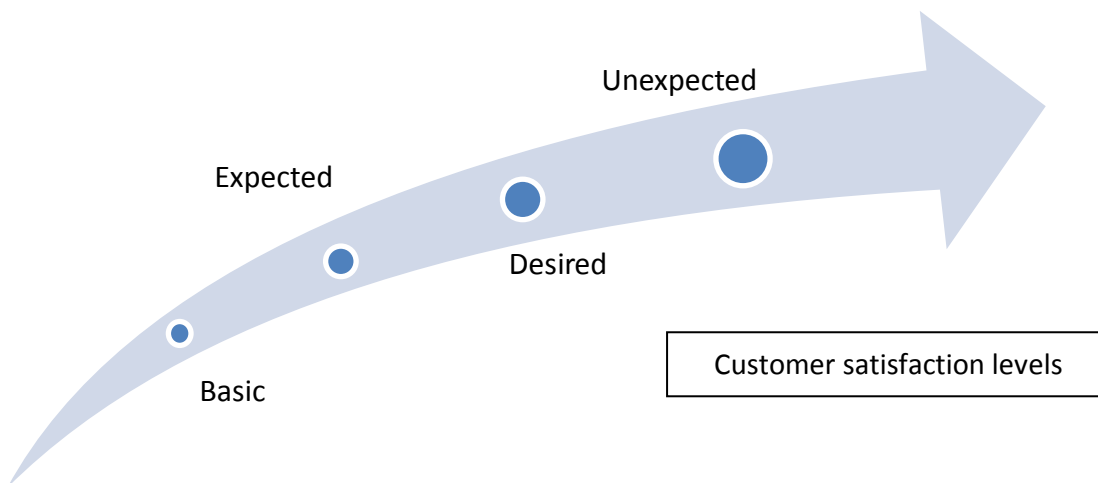 Unexpected
Expected
Desired
Basic
Customer satisfaction levels